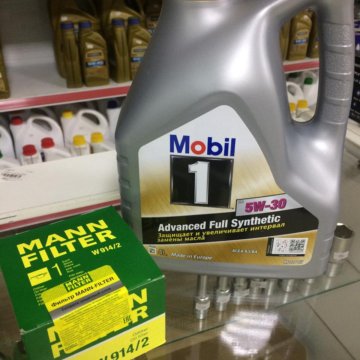 Mobil
1
5W-30
Advanced Full Synthetic
Защищает и увеличивает интервал
замены масла
Made in Europe
MANN
FILTER
W 914/2
1
Фильтр MANN-FILTER
W 914/2